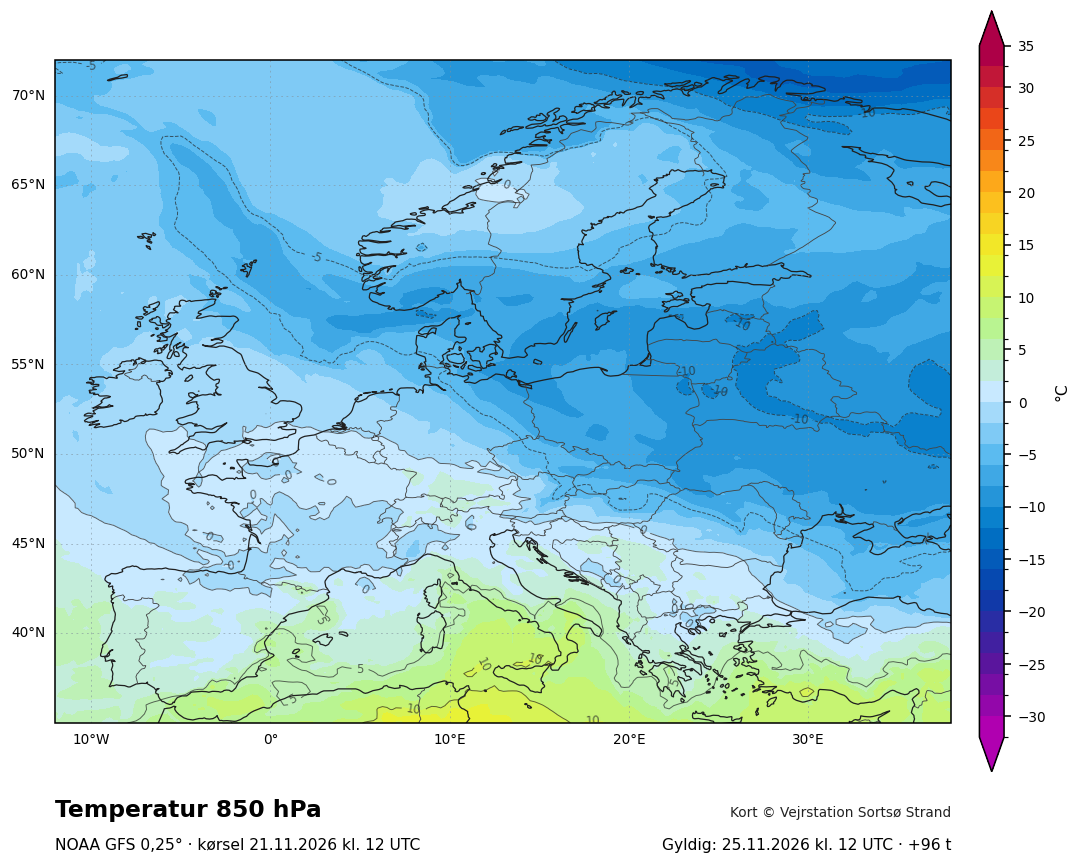 35
30
25
20
15
10
5
0
−5
−10
−15
−20
−25
−30
°C
70°N
65°N
60°N
55°N
50°N
45°N
40°N
10°W 0° 10°E 20°E 30°E
Temperatur 850 hPa
Kort © Vejrstation Sortsø Strand
NOAA GFS 0,25° · kørsel 21.11.2026 kl. 12 UTC
Gyldig: 25.11.2026 kl. 12 UTC · +96 t